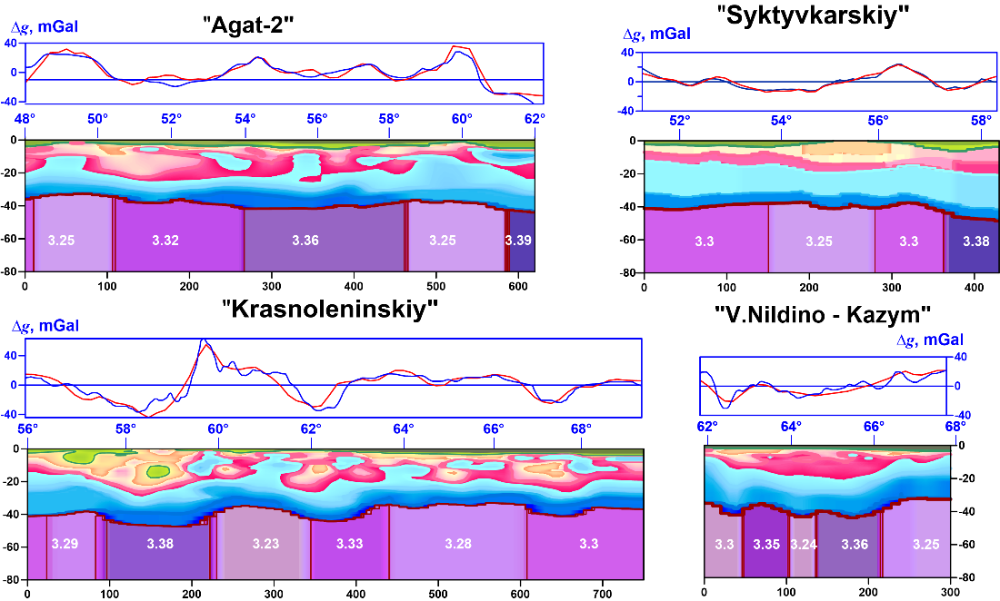 "Agat-2"
Δg, mGal
40
0
-40
48° 50° 52° 54° 56° 58° 60° 62°
0
-20
-40
-60
-80
3.25 3.32 3.36 3.25 3.39
0 100 200 300 400 500 600
"Syktyvkarskiy"
Δg, mGal
40
0
-40
52° 54° 56° 58°
0
-20
-40
-60
-80
3.3 3.25 3.3 3.38
0 100 200 300 400
"Krasnoleninskiy"
Δg, mGal
40
0
-40
56° 58° 60° 62° 64° 66° 68°
0
-20
-40
-60
-80
3.29 3.38 3.23 3.33 3.28 3.3
0 100 200 300 400 500 600 700
"V.Nildino - Kazym"
Δg, mGal
40
0
-40
62° 64° 66° 68°
0
-20
-40
-60
-80
3.3 3.35 3.24 3.36 3.25
0 100 200 300